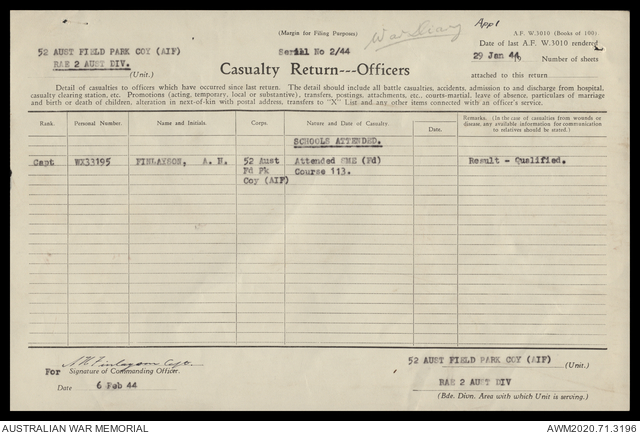 Appl
(Margin for Filing Purposes)
War Diary
A.F. W.3010 (Books of 100)
52 AUST FIELD PARK COY (AIF)
Serial No 2/44
Date of last A.F. W.3010 rendered
RAE 2 AUST DIV.
(Unit.)
29 Jan 44, Number of sheets
Casualty Return---Officers
attached to this return
Detail of casualties to officers which have occurred since last return. The detail should include all battle casualties, accidents, admission to and discharge from hospital,
casualty clearing station, etc. Promotions (acting, temporary, local or substantive), transfers, postings, attachments, etc., courts-martial, leave of absence, particulars of marriage
and birth or death of children, alteration in next-of-kin with postal address, transfers to "X" List and any other items connected with an officer's service.
Rank. Personal Number. Name and Initials. Corps. Nature and Date of Casualty. Date. Remarks. (In the case of casualties from wounds or
disease, any additional information for communication
to relatives should be stated.)
SCHOOLS ATTENDED.
Capt WX33195 FINLAYSON, A. H. 52 Aust Attended SME (Fd) Result - Qualified.
Fd Pk Course 113.
Coy (AIF)
A H Finlayson Capt.
For Signature of Commanding Officer.
52 AUST FIELD PARK COY (AIF) (Unit.)
Date 6 Feb 44
RAE 2 AUST DIV
(Bde. Divn. Area with which Unit is serving.)
AUSTRALIAN WAR MEMORIAL AWM2020.71.3196